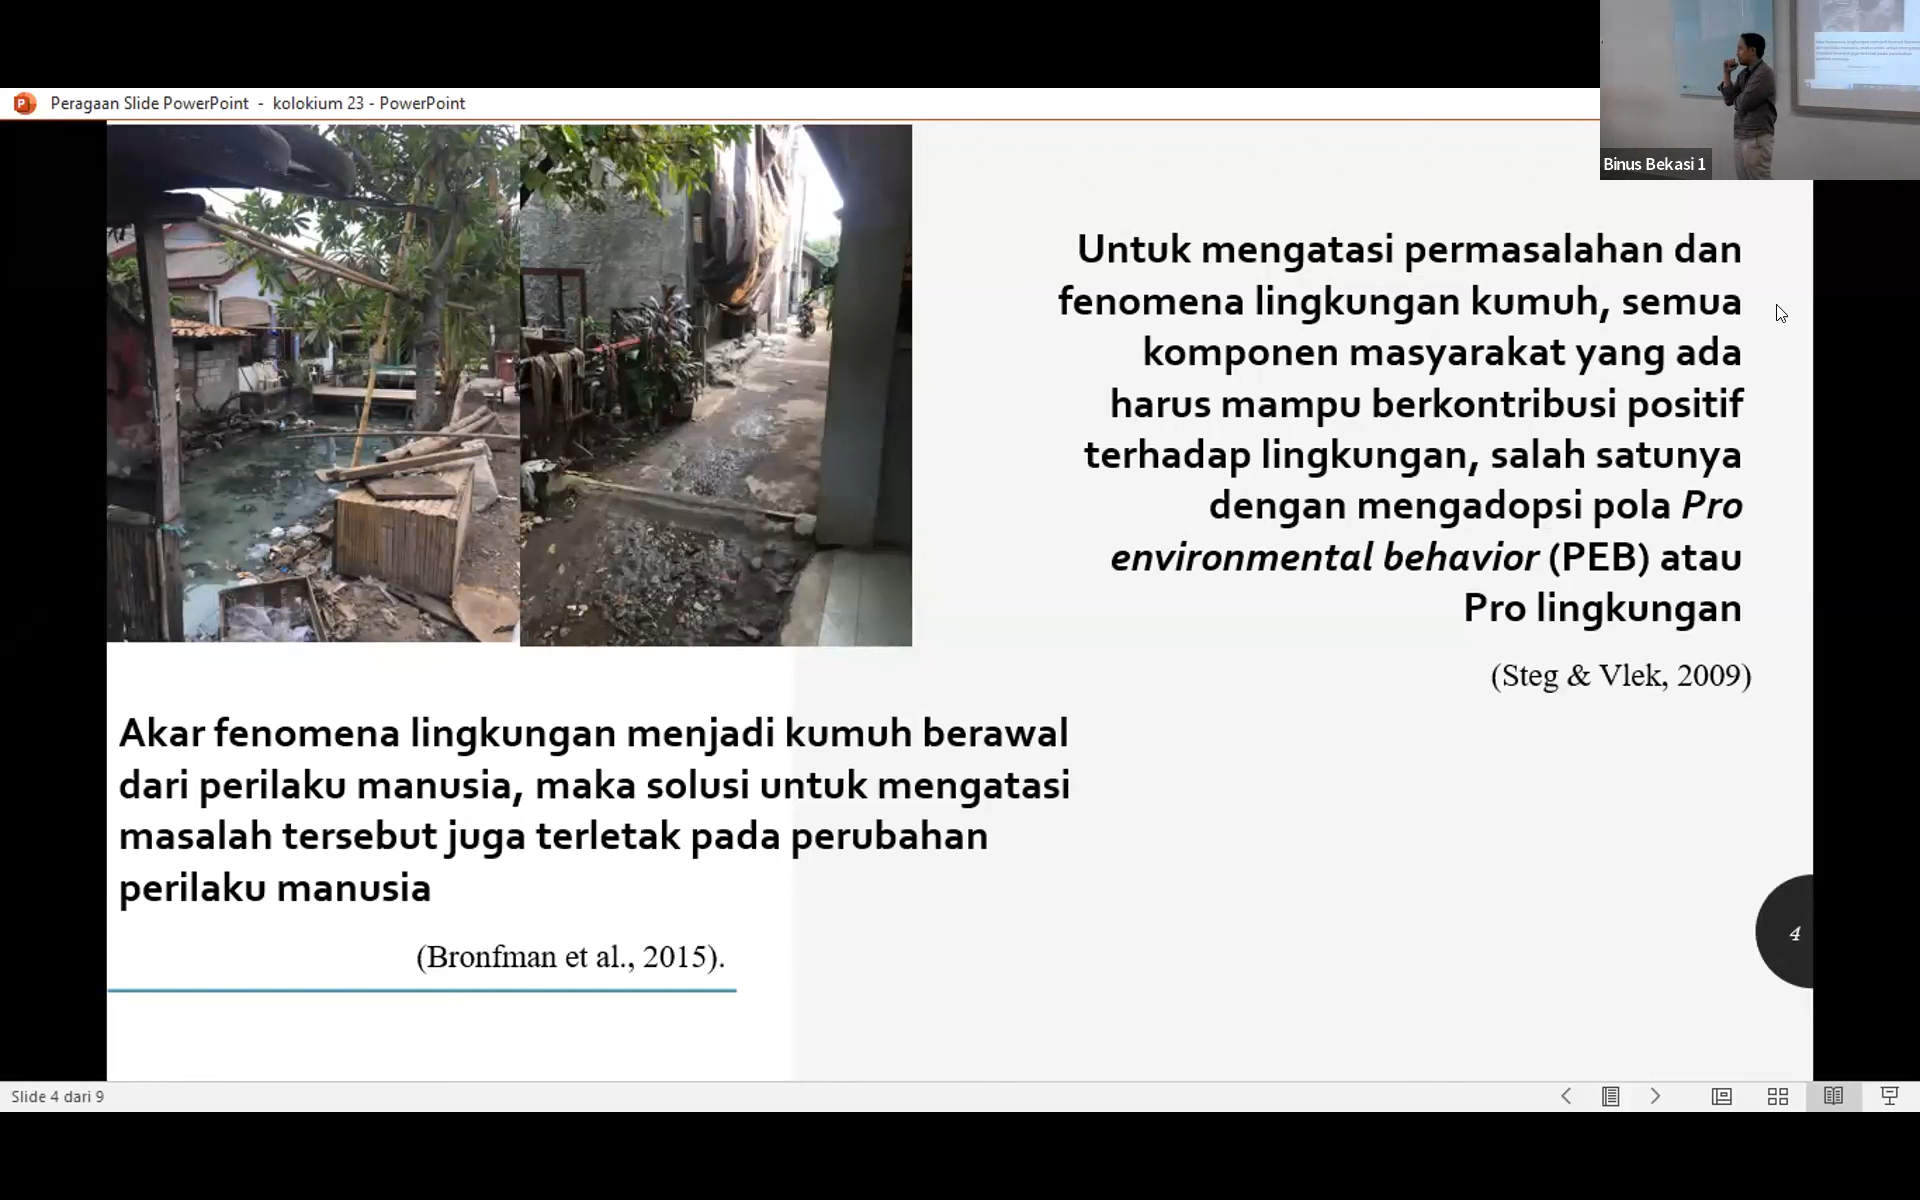 Peragaan Slide PowerPoint - kolokium 23 - PowerPoint
Binus Bekasi 1
Untuk mengatasi permasalahan dan
fenomena lingkungan kumuh, semua
komponen masyarakat yang ada
harus mampu berkontribusi positif
terhadap lingkungan, salah satunya
dengan mengadopsi pola Pro
environmental behavior (PEB) atau
Pro lingkungan
(Steg & Vlek, 2009)
Akar fenomena lingkungan menjadi kumuh berawal
dari perilaku manusia, maka solusi untuk mengatasi
masalah tersebut juga terletak pada perubahan
perilaku manusia
(Bronfman et al., 2015).
4
Slide 4 dari 9